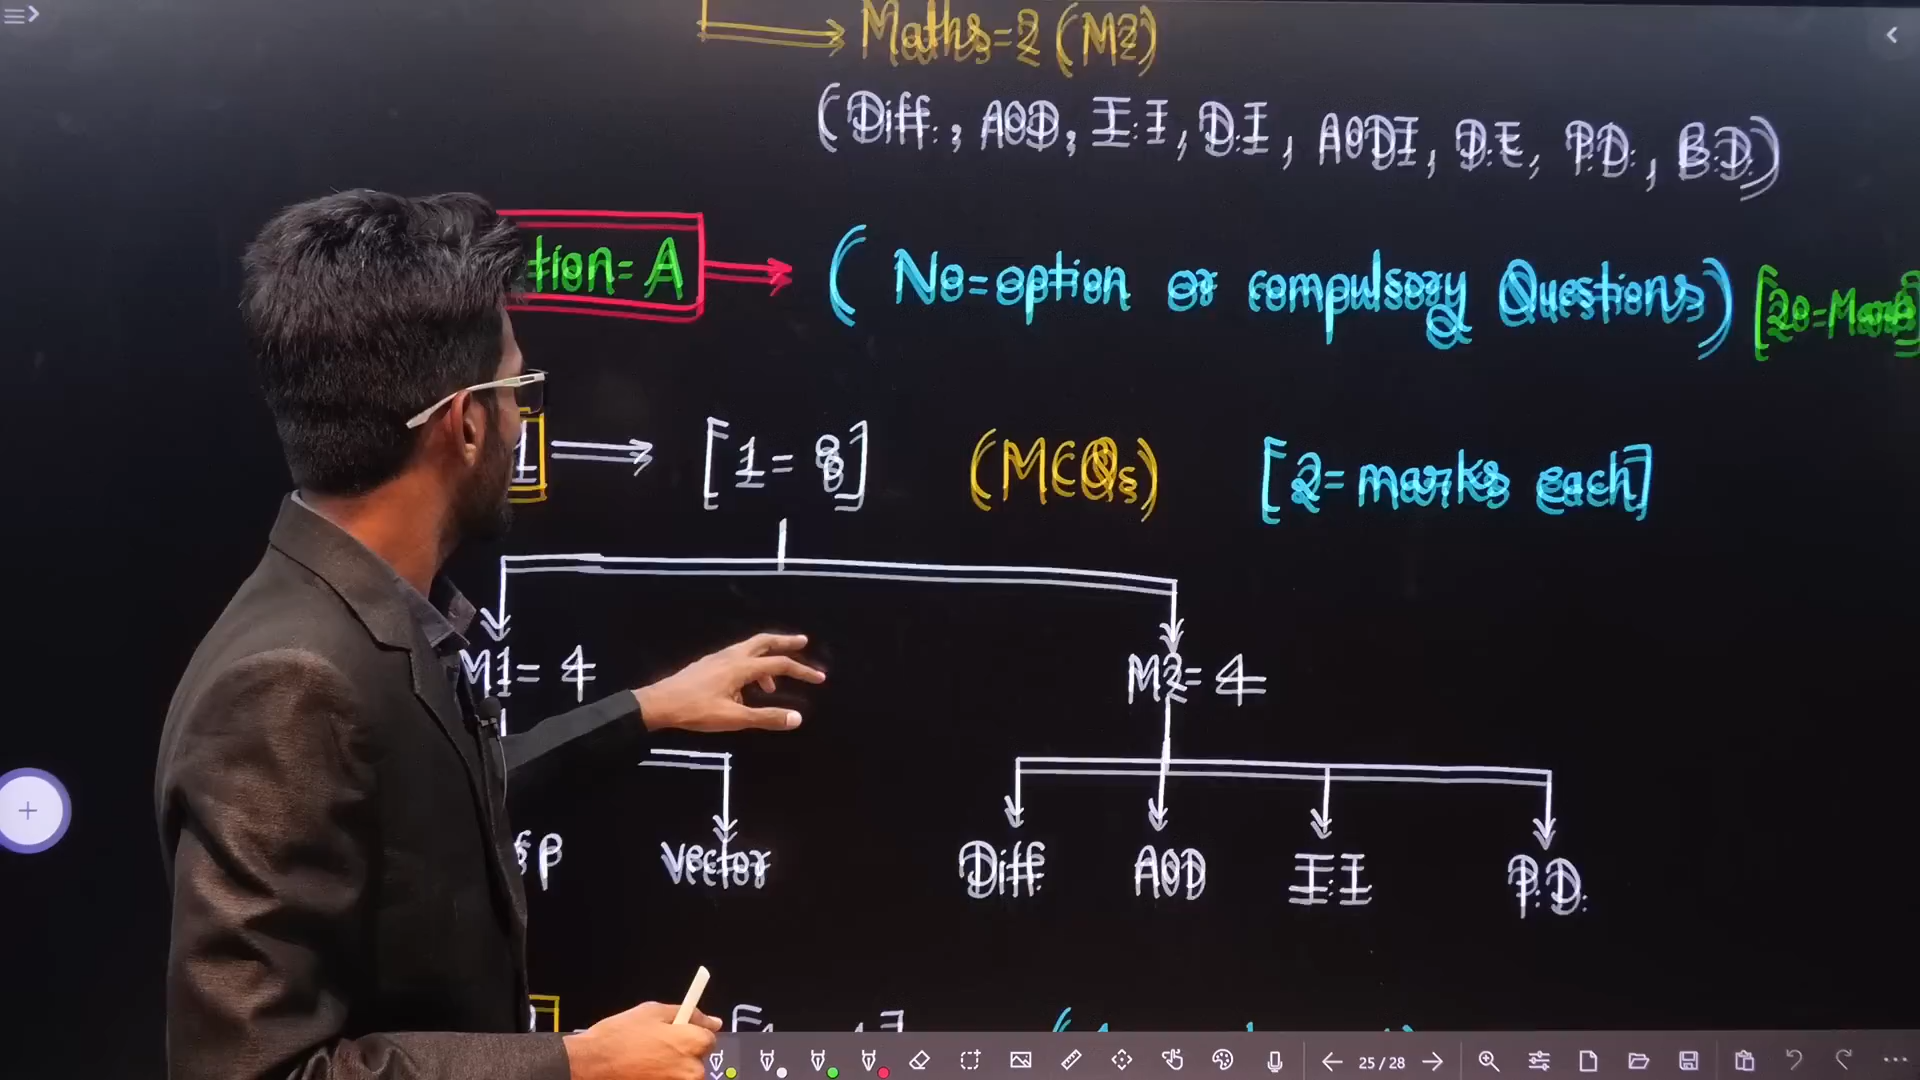 Maths=2 (M2)
(Diff., AOD, I.I, D.I, AODI, D.E, P.D., B.D.)
tion=A ( No=option or compulsory Questions) [20=Marks]
1 [1=8] (MCQs) [2=marks each]
M1=4 M2=4
Vector Diff AOD I.I P.D.
25/28